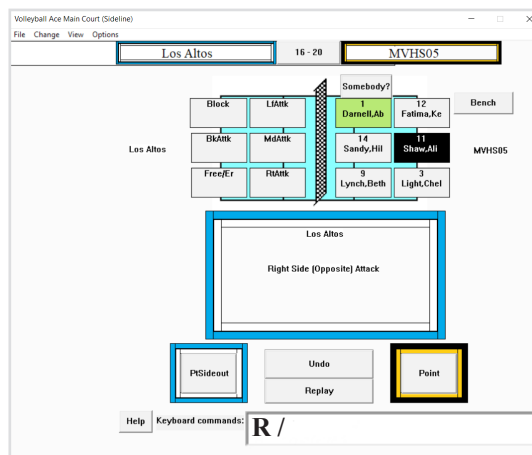 Volleyball Ace Main Court (Sideline)
File Change View Options
Los Altos 16 - 20 MVHS05
Somebody?
Block LfAttk 1 Darnell,Ab 12 Fatima,Ke Bench
Los Altos BkAttk MdAttk 14 Sandy,Hil 11 Shaw,Ali MVHS05
Free/Er RtAttk 9 Lynch,Beth 3 Light,Chel
Los Altos
Right Side (Opposite) Attack
PtSideout Undo Point
Replay
Help Keyboard commands: R /